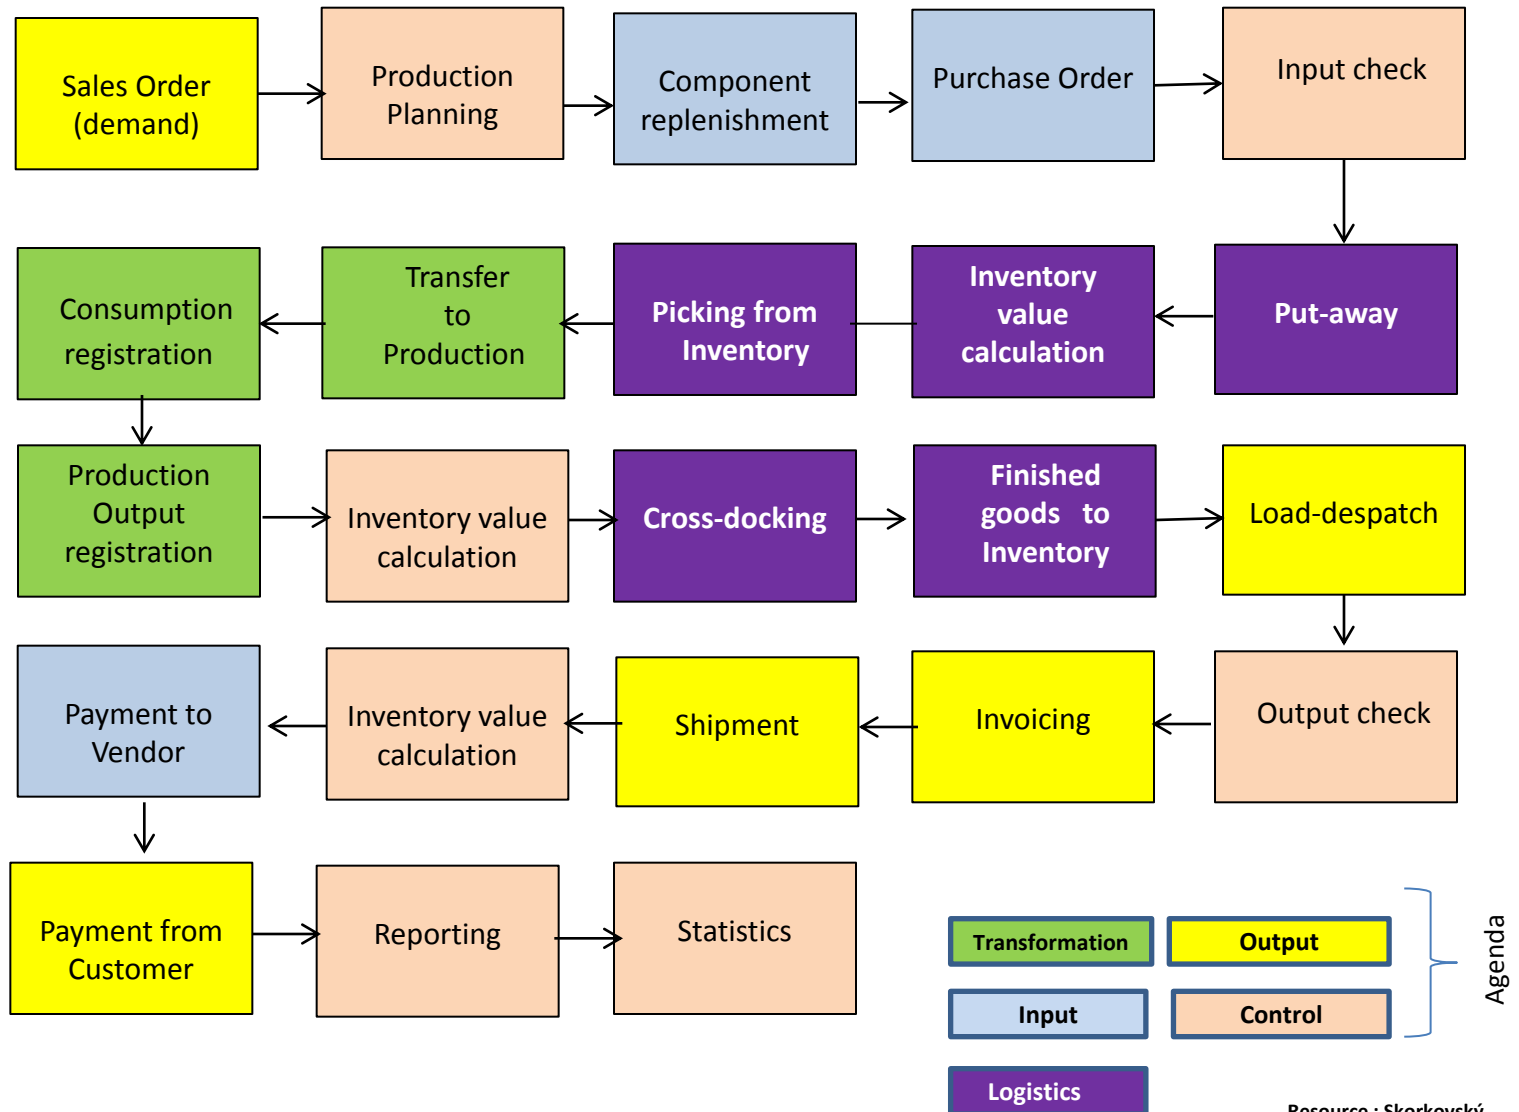 Sales Order
(demand)
Production
Planning
Component
replenishment
Purchase Order
Input check
Consumption
registration
Transfer
to
Production
Picking from
Inventory
Inventory
value
calculation
Put-away
Production
Output
registration
Inventory value
calculation
Cross-docking
Finished
goods to
Inventory
Load-despatch
Payment to
Vendor
Inventory value
calculation
Shipment
Invoicing
Output check
Payment from
Customer
Reporting
Statistics
Transformation
Output
Input
Control
Logistics
Agenda
Resource : Skorkovský